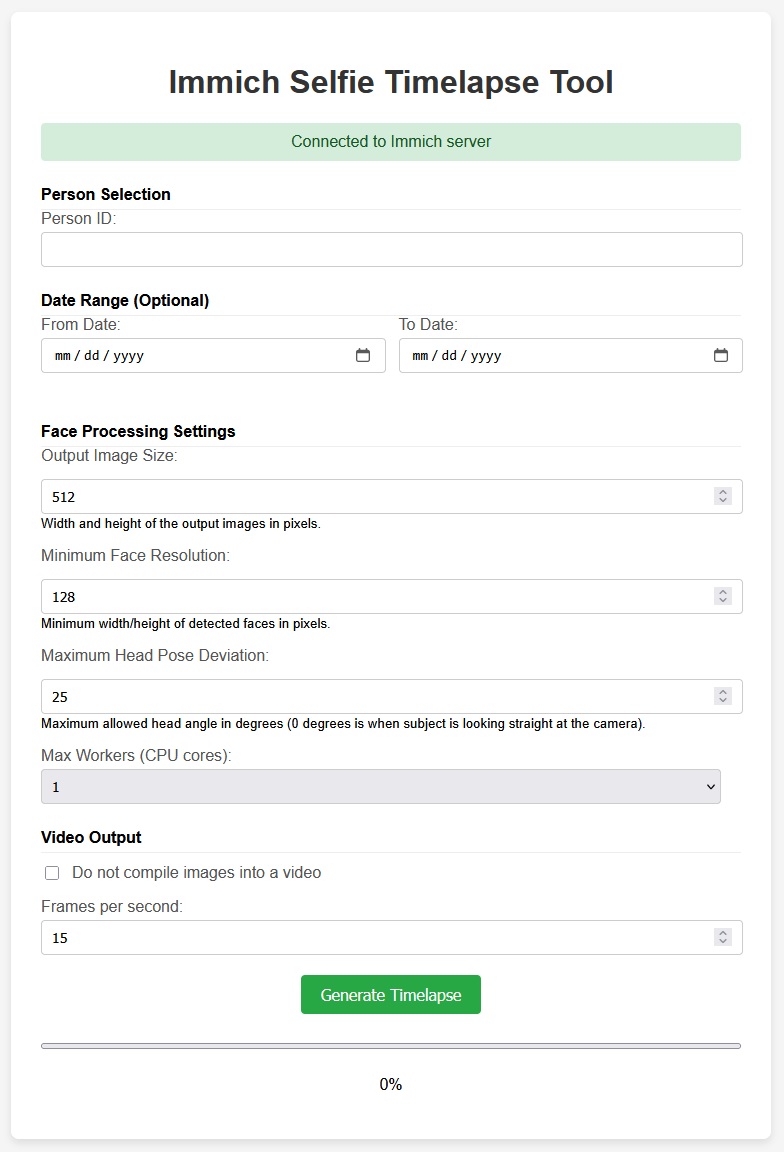 Immich Selfie Timelapse Tool
Connected to Immich server
Person Selection
Person ID:
Date Range (Optional)
From Date: To Date:
mm / dd / yyyy mm / dd / yyyy
Face Processing Settings
Output Image Size:
512
Width and height of the output images in pixels.
Minimum Face Resolution:
128
Minimum width/height of detected faces in pixels.
Maximum Head Pose Deviation:
25
Maximum allowed head angle in degrees (0 degrees is when subject is looking straight at the camera).
Max Workers (CPU cores):
1
Video Output
Do not compile images into a video
Frames per second:
15
Generate Timelapse
0%